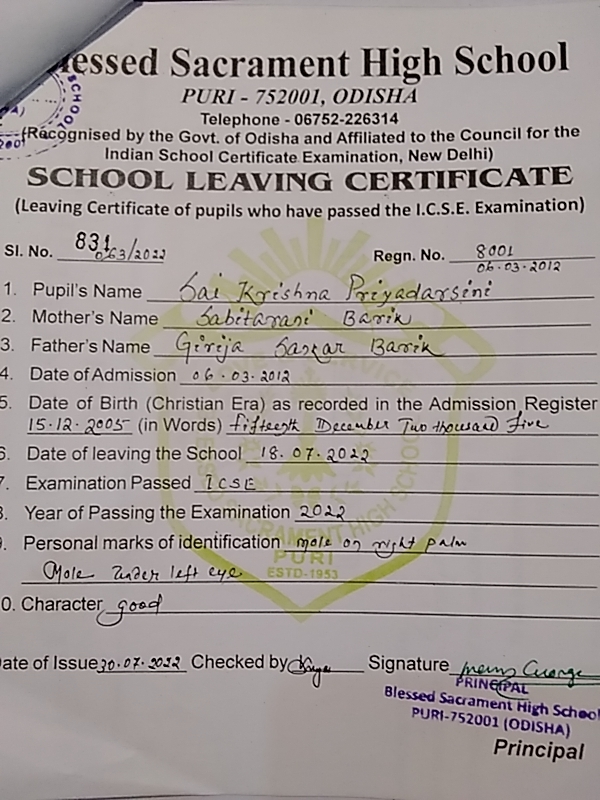 lessed Sacrament High School
PURI - 752001, ODISHA
Telephone - 06752-226314
(Recognised by the Govt. of Odisha and Affiliated to the Council for the
Indian School Certificate Examination, New Delhi)
SCHOOL LEAVING CERTIFICATE
(Leaving Certificate of pupils who have passed the I.C.S.E. Examination)
Sl. No. 831 063/2022 Regn. No. 8001
06.03.2012
1. Pupil's Name Sai Krishna Priyadarsini
2. Mother's Name Sabitarani Barik
3. Father's Name Girija Sankar Barik
4. Date of Admission 06.03.2012
5. Date of Birth (Christian Era) as recorded in the Admission Register
15.12.2005 (in Words) fifteenth December Two thousand five
6. Date of leaving the School 18.07.2022
7. Examination Passed ICSE
8. Year of Passing the Examination 2022
9. Personal marks of identification mole on right palm
Mole under left eye
0. Character good
ate of Issue 30.07.2022 Checked by Signature
PRINCIPAL
Blessed Sacrament High School
PURI-752001 (ODISHA)
Principal
SCHOOL
PURI
ESTD-1953